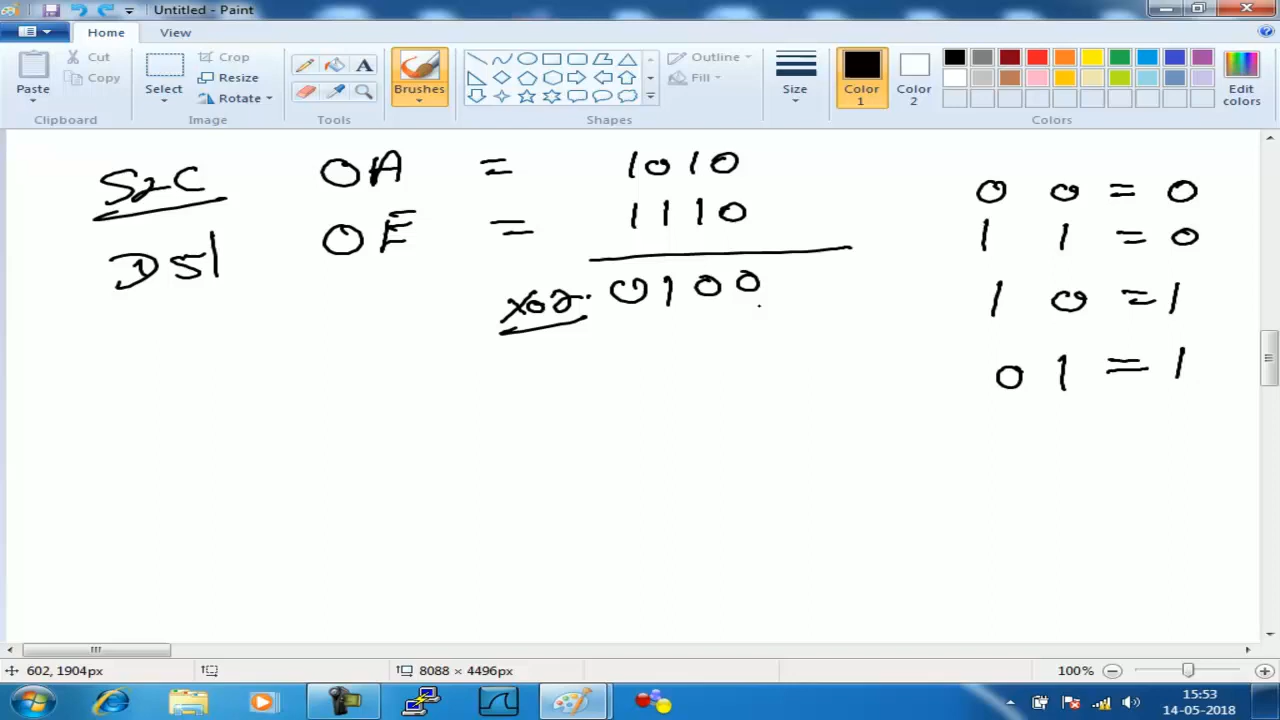 Untitled - Paint
Home View
Cut
Copy
Paste
Clipboard
Select
Crop
Resize
Rotate
Image
Tools
Brushes
Shapes
Outline
Fill
Size
Color 1
Color 2
Colors
Edit colors
S2C OA = 1010
DSt OE = 1110
XOR 0100
0 0 = 0
1 1 = 0
1 0 = 1
0 1 = 1
602, 1904px
8088 × 4496px
100%
15:53
14-05-2018